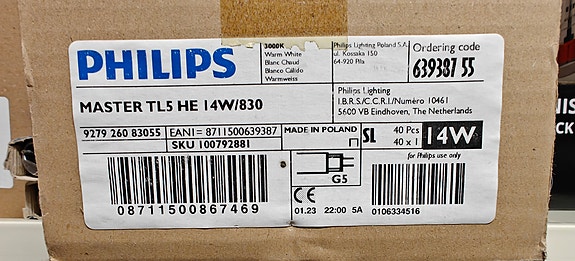 PHILIPS
3000K
Warm White
Blanc Chaud
Blanco Cálido
Warmweiss
Philips Lighting Poland S.A.
ul. Kossaka 150
64-920 Piła
Ordering code
639387 55
MASTER TL5 HE 14W/830
Philips Lighting
I.B.R.S/C.C.R.I/Numéro 10461
5600 VB Eindhoven, The Netherlands
9279 260 83055
EAN1 = 8711500639387
SKU 100792881
MADE IN POLAND
SL
40 Pcs
40 x 1
14W
for Philips use only
G5
CE
08711500867469
01.23 22:00 5A
0106334516